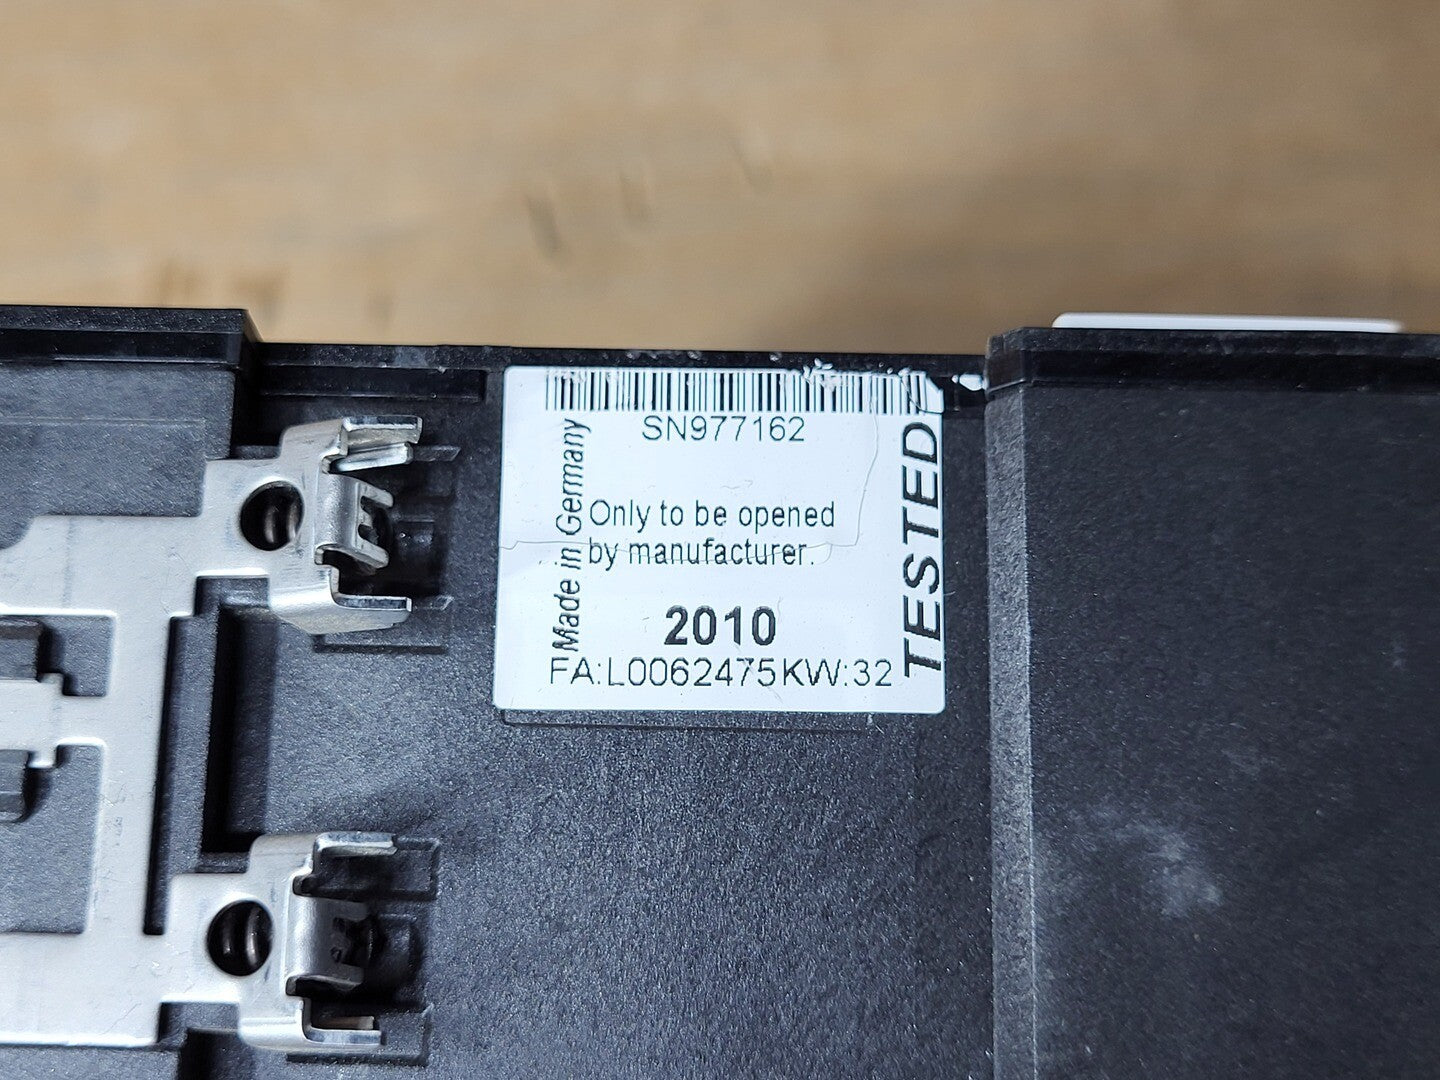 SN977162
Made in Germany
Only to be opened
by manufacturer.
2010
FA:L0062475KW:32
TESTED